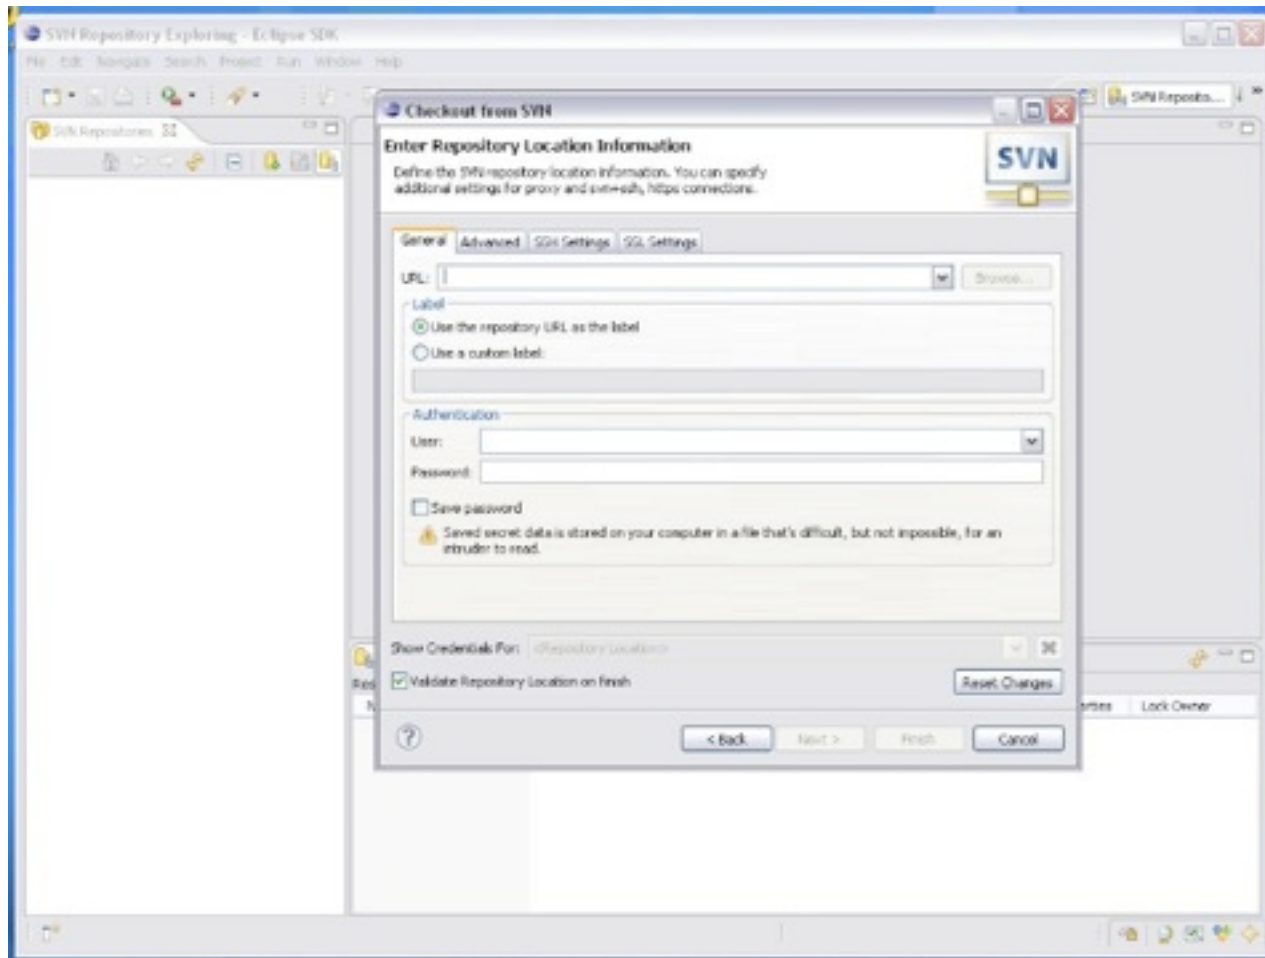 SVN Repository Exploring - Eclipse SDK
File Edit Navigate Search Project Run Window Help
SVN Reposito...
SVN Repositories
Checkout from SVN
Enter Repository Location Information
Define the SVN repository location information. You can specify
additional settings for proxy and svn+ssh, https connections.
SVN
General Advanced SSH Settings SSL Settings
URL: Browse...
Label
Use the repository URL as the label
Use a custom label:
Authentication
User:
Password:
Save password
Saved secret data is stored on your computer in a file that's difficult, but not impossible, for an
intruder to read.
Show Credentials For: <Repository Location>
Validate Repository Location on finish Reset Changes
Lock Owner
? < Back Next > Finish Cancel